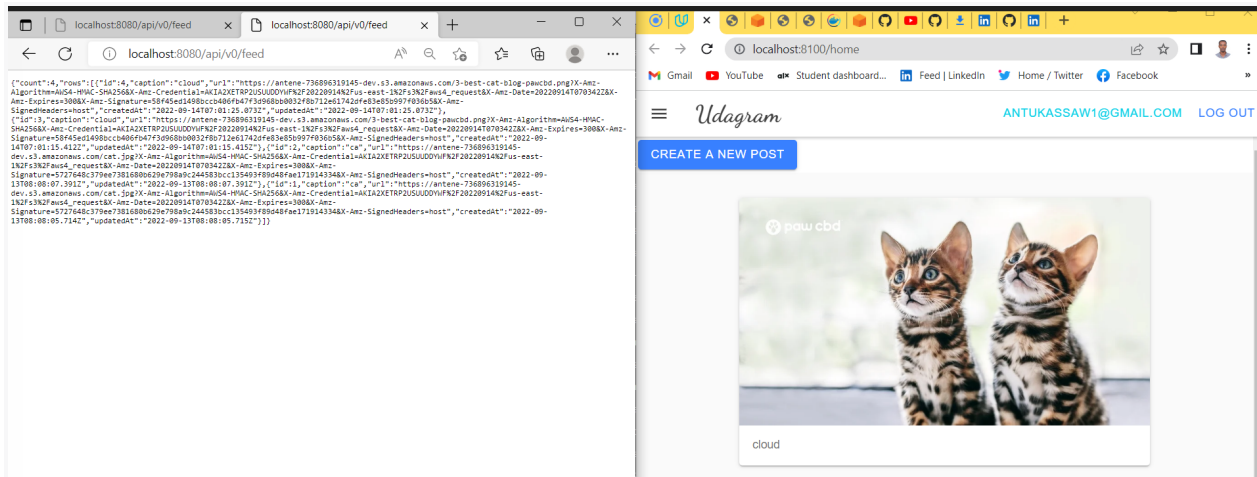 localhost:8080/api/v0/feed
localhost:8080/api/v0/feed
localhost:8080/api/v0/feed
{"count":4,"rows":[{"id":4,"caption":"cloud","url":"https://antene-736896319145-dev.s3.amazonaws.com/3-best-cat-blog-pawcbd.png?X-Amz-
Algorithm=AWS4-HMAC-SHA256&X-Amz-Credential=AKIA2XETRP2USUUDDYWF%2F20220914%2Fus-east-1%2Fs3%2Faws4_request&X-Amz-Date=20220914T070342Z&X-
Amz-Expires=300&X-Amz-Signature=58f45ed1498bccb406fb47f3d968bb0032f8b712e61742dfe83e85b997f036b5&X-Amz-
SignedHeaders=host","createdAt":"2022-09-14T07:01:25.073Z","updatedAt":"2022-09-14T07:01:25.073Z"},
{"id":3,"caption":"cloud","url":"https://antene-736896319145-dev.s3.amazonaws.com/3-best-cat-blog-pawcbd.png?X-Amz-Algorithm=AWS4-HMAC-
SHA256&X-Amz-Credential=AKIA2XETRP2USUUDDYWF%2F20220914%2Fus-east-1%2Fs3%2Faws4_request&X-Amz-Date=20220914T070342Z&X-Amz-Expires=300&X-Amz-
Signature=58f45ed1498bccb406fb47f3d968bb0032f8b712e61742dfe83e85b997f036b5&X-Amz-SignedHeaders=host","createdAt":"2022-09-
14T07:01:15.412Z","updatedAt":"2022-09-14T07:01:15.415Z"},{"id":2,"caption":"ca","url":"https://antene-736896319145-
dev.s3.amazonaws.com/cat.jpg?X-Amz-Algorithm=AWS4-HMAC-SHA256&X-Amz-Credential=AKIA2XETRP2USUUDDYWF%2F20220914%2Fus-east-
1%2Fs3%2Faws4_request&X-Amz-Date=20220914T070342Z&X-Amz-Expires=300&X-Amz-
Signature=5727648c379ee7381680b629e798a9c244583bcc135493f89d48fae171914334&X-Amz-SignedHeaders=host","createdAt":"2022-09-
13T08:08:07.391Z","updatedAt":"2022-09-13T08:08:07.391Z"},{"id":1,"caption":"ca","url":"https://antene-736896319145-
dev.s3.amazonaws.com/cat.jpg?X-Amz-Algorithm=AWS4-HMAC-SHA256&X-Amz-Credential=AKIA2XETRP2USUUDDYWF%2F20220914%2Fus-east-
1%2Fs3%2Faws4_request&X-Amz-Date=20220914T070342Z&X-Amz-Expires=300&X-Amz-
Signature=5727648c379ee7381680b629e798a9c244583bcc135493f89d48fae171914334&X-Amz-SignedHeaders=host","createdAt":"2022-09-
13T08:08:05.714Z","updatedAt":"2022-09-13T08:08:05.715Z"}]}
localhost:8100/home
Gmail YouTube alx Student dashboard... Feed | LinkedIn Home / Twitter Facebook »
Udagram ANTUKASSAW1@GMAIL.COM LOG OUT
CREATE A NEW POST
paw cbd
cloud